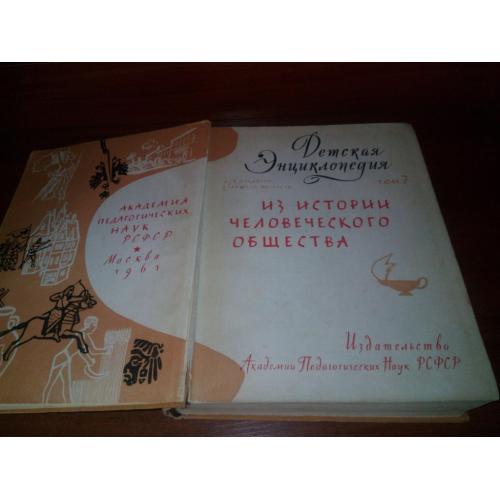 АКАДЕМИЯ
ПЕДАГОГИЧЕСКИХ
НАУК
РСФСР
Москва
1961
Детская
Энциклопедия
том 7
ИЗ ИСТОРИИ
ЧЕЛОВЕЧЕСКОГО
ОБЩЕСТВА
Издательство
Академии Педагогических Наук РСФСР